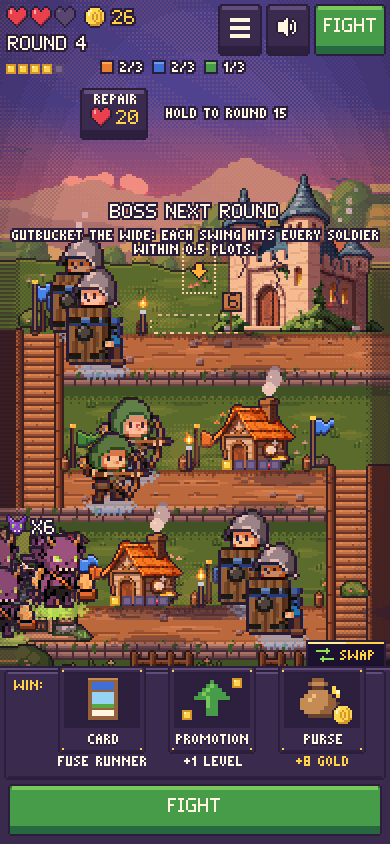 26
FIGHT
ROUND 4
2/3 2/3 1/3
REPAIR
20
HOLD TO ROUND 15
BOSS NEXT ROUND
GUTBUCKET THE WIDE: EACH SWING HITS EVERY SOLDIER
WITHIN 0.5 PLOTS.
6
X6
SWAP
WIN:
CARD PROMOTION PURSE
FUSE RUNNER +1 LEVEL +8 GOLD
FIGHT